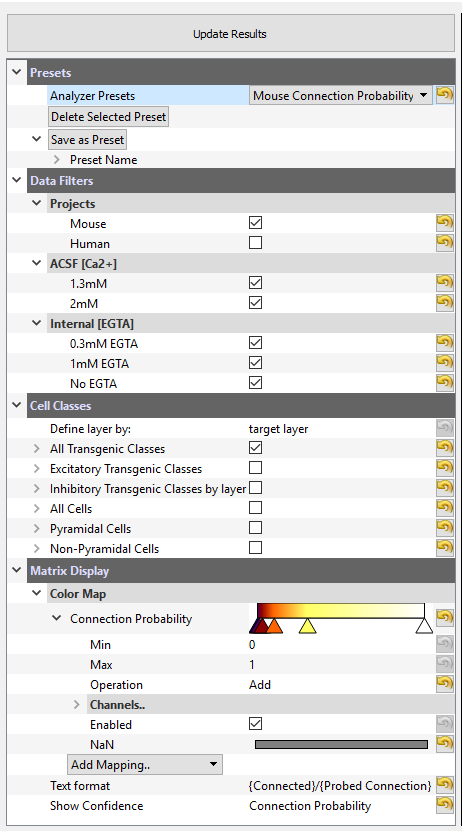 Update Results
Presets
Analyzer Presets Mouse Connection Probability
Delete Selected Preset
Save as Preset
Preset Name
Data Filters
Projects
Mouse
Human
ACSF [Ca2+]
1.3mM
2mM
Internal [EGTA]
0.3mM EGTA
1mM EGTA
No EGTA
Cell Classes
Define layer by: target layer
All Transgenic Classes
Excitatory Transgenic Classes
Inhibitory Transgenic Classes by layer
All Cells
Pyramidal Cells
Non-Pyramidal Cells
Matrix Display
Color Map
Connection Probability
Min 0
Max 1
Operation Add
Channels..
Enabled
NaN
Add Mapping..
Text format {Connected}/{Probed Connection}
Show Confidence Connection Probability